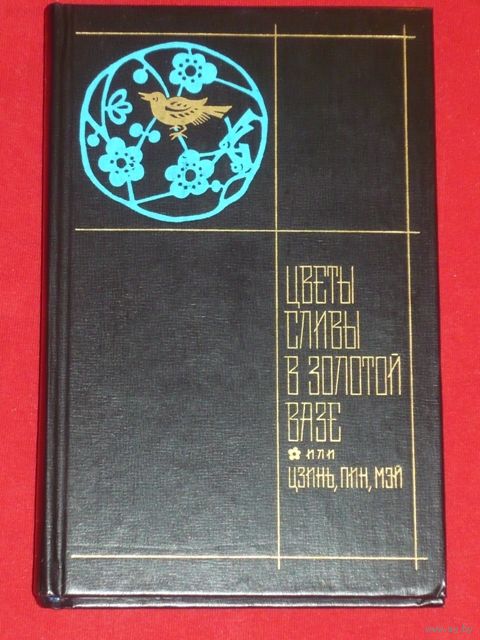 ЦВЕТЫ
СЛИВЫ
В ЗОЛОТОЙ
ВАЗЕ
ИЛИ
ЦЗИНЬ, ПИН, МЭЙ